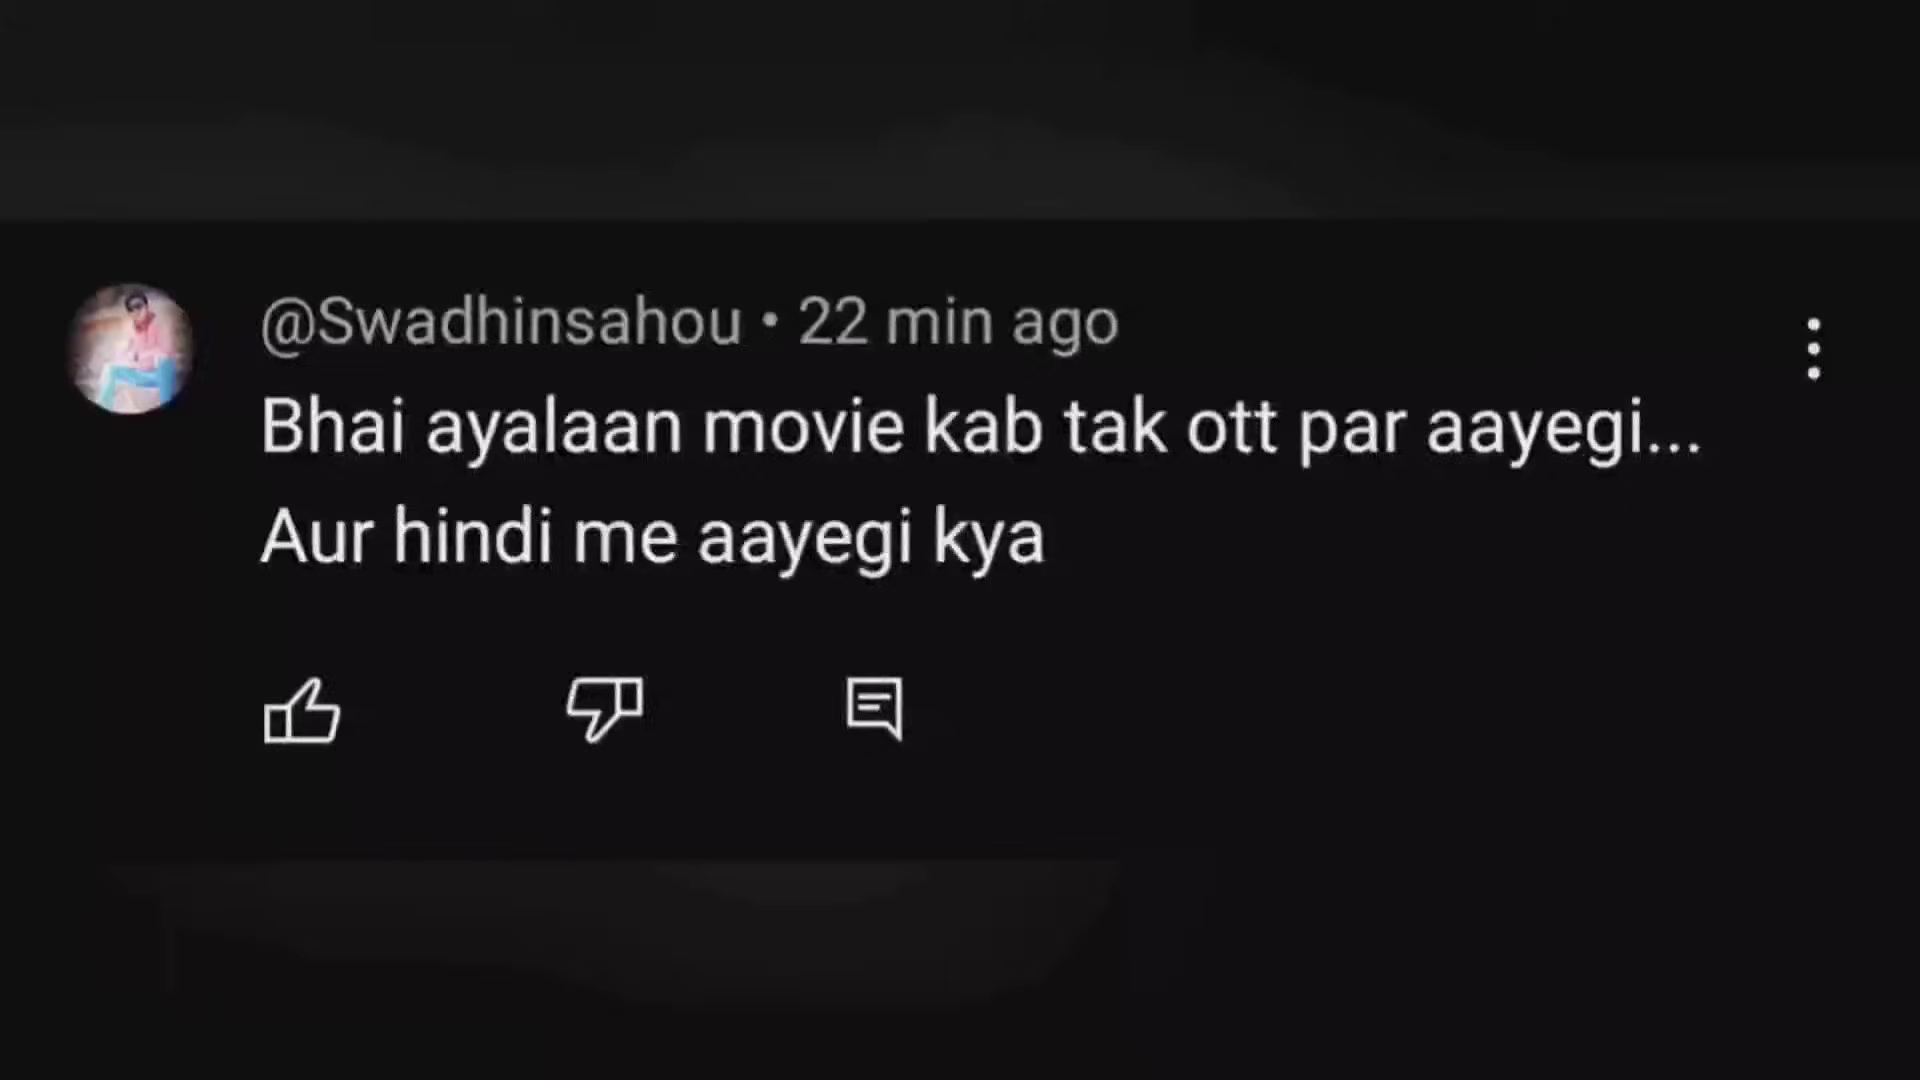 @Swadhinsahou • 22 min ago
Bhai ayalaan movie kab tak ott par aayegi...
Aur hindi me aayegi kya